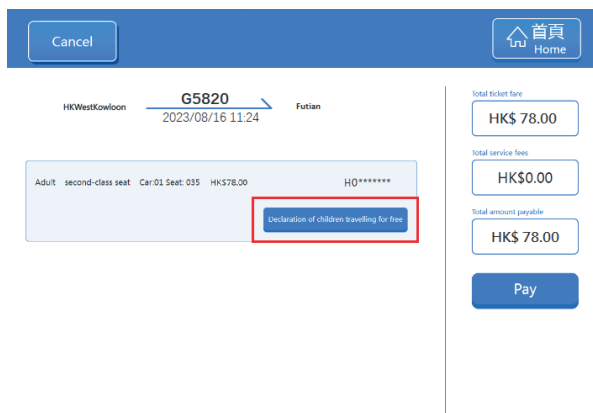 Cancel
首頁
Home
HKWestKowloon
G5820
2023/08/16 11:24
Futian
Adult second-class seat Car:01 Seat: 035 HK$78.00 H0*******
Declaration of children travelling for free
Total ticket fare
HK$ 78.00
Total service fees
HK$0.00
Total amount payable
HK$ 78.00
Pay